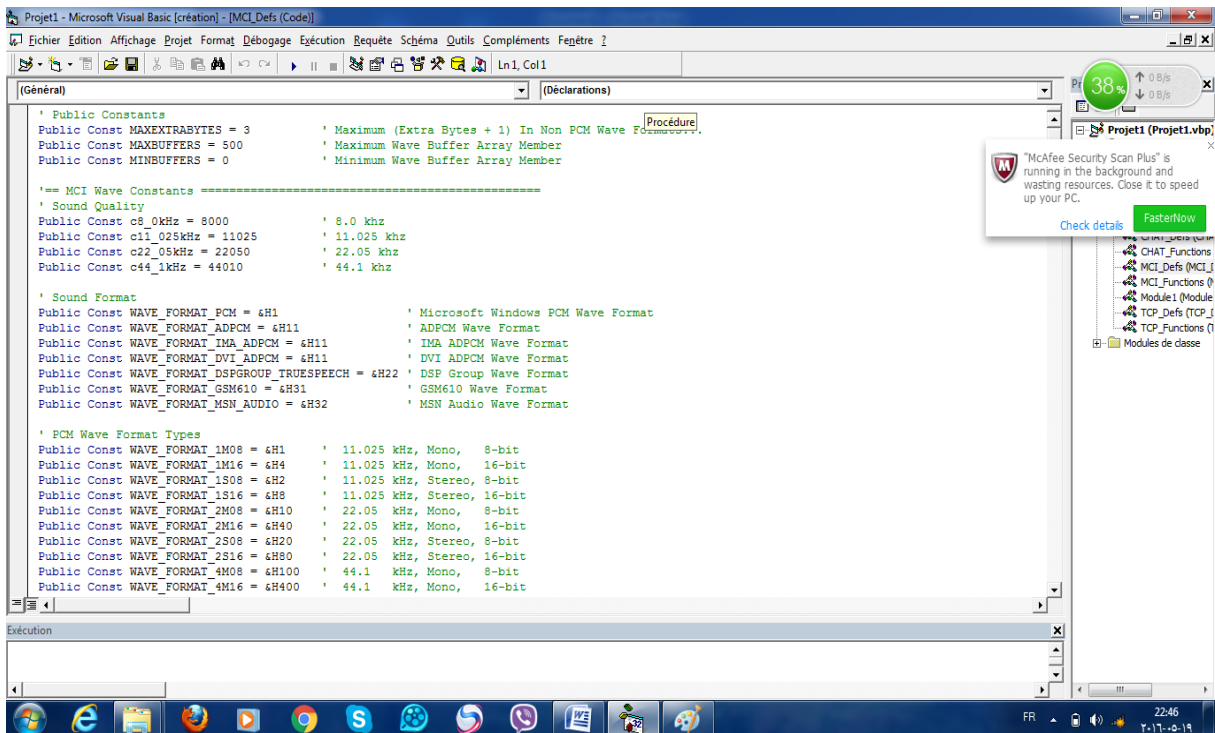 Projet1 - Microsoft Visual Basic [création] - [MCI_Defs (Code)]
Fichier Edition Affichage Projet Format Débogage Exécution Requête Schéma Outils Compléments Fenêtre ?
Ln 1, Col 1
(Général) (Déclarations)
Procédure
' Public Constants
Public Const MAXEXTRABYTES = 3 ' Maximum (Extra Bytes + 1) In Non PCM Wave Formats...
Public Const MAXBUFFERS = 500 ' Maximum Wave Buffer Array Member
Public Const MINBUFFERS = 0 ' Minimum Wave Buffer Array Member
'== MCI Wave Constants ================================================
' Sound Quality
Public Const c8_0kHz = 8000 ' 8.0 khz
Public Const c11_025kHz = 11025 ' 11.025 khz
Public Const c22_05kHz = 22050 ' 22.05 khz
Public Const c44_1kHz = 44010 ' 44.1 khz
' Sound Format
Public Const WAVE_FORMAT_PCM = &H1 ' Microsoft Windows PCM Wave Format
Public Const WAVE_FORMAT_ADPCM = &H11 ' ADPCM Wave Format
Public Const WAVE_FORMAT_IMA_ADPCM = &H11 ' IMA ADPCM Wave Format
Public Const WAVE_FORMAT_DVI_ADPCM = &H11 ' DVI ADPCM Wave Format
Public Const WAVE_FORMAT_DSPGROUP_TRUESPEECH = &H22 ' DSP Group Wave Format
Public Const WAVE_FORMAT_GSM610 = &H31 ' GSM610 Wave Format
Public Const WAVE_FORMAT_MSN_AUDIO = &H32 ' MSN Audio Wave Format
' PCM Wave Format Types
Public Const WAVE_FORMAT_1M08 = &H1 ' 11.025 kHz, Mono, 8-bit
Public Const WAVE_FORMAT_1M16 = &H4 ' 11.025 kHz, Mono, 16-bit
Public Const WAVE_FORMAT_1S08 = &H2 ' 11.025 kHz, Stereo, 8-bit
Public Const WAVE_FORMAT_1S16 = &H8 ' 11.025 kHz, Stereo, 16-bit
Public Const WAVE_FORMAT_2M08 = &H10 ' 22.05 kHz, Mono, 8-bit
Public Const WAVE_FORMAT_2M16 = &H40 ' 22.05 kHz, Mono, 16-bit
Public Const WAVE_FORMAT_2S08 = &H20 ' 22.05 kHz, Stereo, 8-bit
Public Const WAVE_FORMAT_2S16 = &H80 ' 22.05 kHz, Stereo, 16-bit
Public Const WAVE_FORMAT_4M08 = &H100 ' 44.1 kHz, Mono, 8-bit
Public Const WAVE_FORMAT_4M16 = &H400 ' 44.1 kHz, Mono, 16-bit
Exécution
38%
0 B/s
0 B/s
Projet1 (Projet1.vbp)
"McAfee Security Scan Plus" is
running in the background and
wasting resources. Close it to speed
up your PC.
Check details FasterNow
CHAT_Defs (CHA
CHAT_Functions
MCI_Defs (MCI_D
MCI_Functions (M
Module1 (Module
TCP_Defs (TCP_D
TCP_Functions (T
Modules de classe
FR
22:46
٢٠١٦-٠٥-١٩